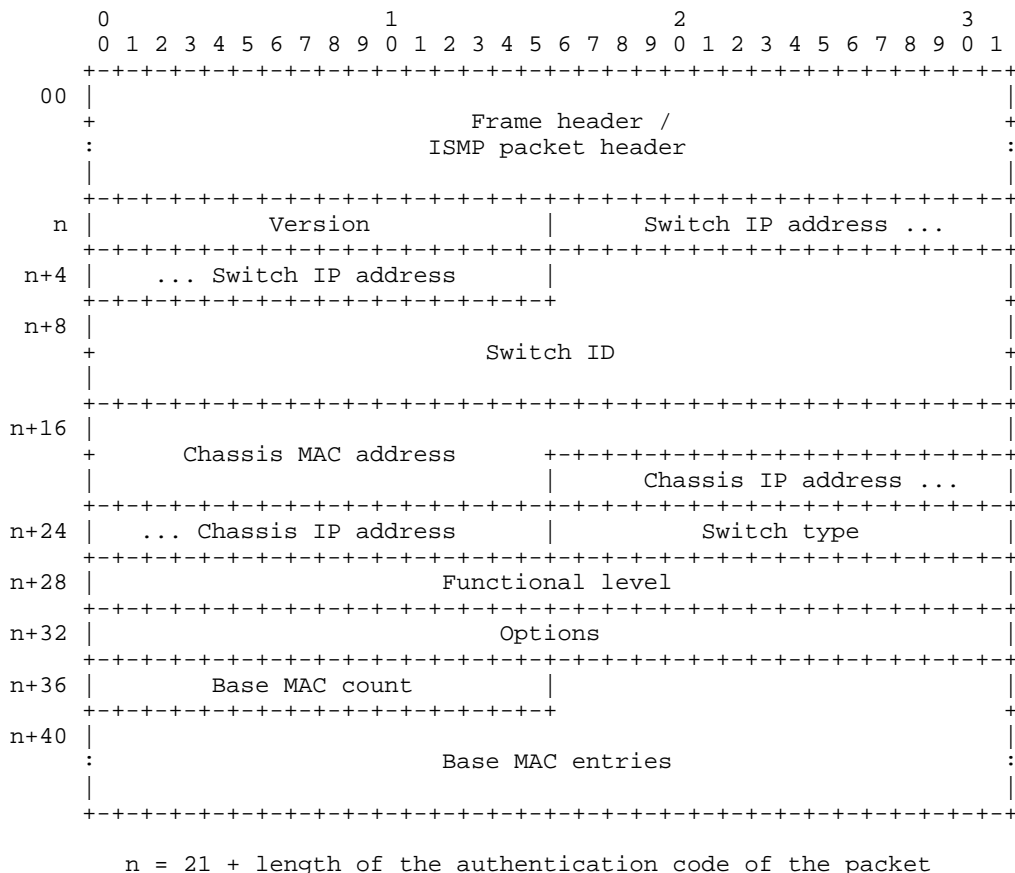 0                   1                   2                   3
0 1 2 3 4 5 6 7 8 9 0 1 2 3 4 5 6 7 8 9 0 1 2 3 4 5 6 7 8 9 0 1
+-+-+-+-+-+-+-+-+-+-+-+-+-+-+-+-+-+-+-+-+-+-+-+-+-+-+-+-+-+-+-+-+
00 | |
+ Frame header / +
: ISMP packet header :
| |
+-+-+-+-+-+-+-+-+-+-+-+-+-+-+-+-+-+-+-+-+-+-+-+-+-+-+-+-+-+-+-+-+
n | Version | Switch IP address ... |
+-+-+-+-+-+-+-+-+-+-+-+-+-+-+-+-+-+-+-+-+-+-+-+-+-+-+-+-+-+-+-+-+
n+4 | ... Switch IP address | |
+-+-+-+-+-+-+-+-+-+-+-+-+-+-+-+-+ +
n+8 | |
+ Switch ID +
| |
+-+-+-+-+-+-+-+-+-+-+-+-+-+-+-+-+-+-+-+-+-+-+-+-+-+-+-+-+-+-+-+-+
n+16 | |
+ Chassis MAC address +-+-+-+-+-+-+-+-+-+-+-+-+-+-+-+-+
| | Chassis IP address ... |
+-+-+-+-+-+-+-+-+-+-+-+-+-+-+-+-+-+-+-+-+-+-+-+-+-+-+-+-+-+-+-+-+
n+24 | ... Chassis IP address | Switch type |
+-+-+-+-+-+-+-+-+-+-+-+-+-+-+-+-+-+-+-+-+-+-+-+-+-+-+-+-+-+-+-+-+
n+28 | Functional level |
+-+-+-+-+-+-+-+-+-+-+-+-+-+-+-+-+-+-+-+-+-+-+-+-+-+-+-+-+-+-+-+-+
n+32 | Options |
+-+-+-+-+-+-+-+-+-+-+-+-+-+-+-+-+-+-+-+-+-+-+-+-+-+-+-+-+-+-+-+-+
n+36 | Base MAC count | |
+-+-+-+-+-+-+-+-+-+-+-+-+-+-+-+-+ +
n+40 | |
: Base MAC entries :
| |
+-+-+-+-+-+-+-+-+-+-+-+-+-+-+-+-+-+-+-+-+-+-+-+-+-+-+-+-+-+-+-+-+
n = 21 + length of the authentication code of the packet